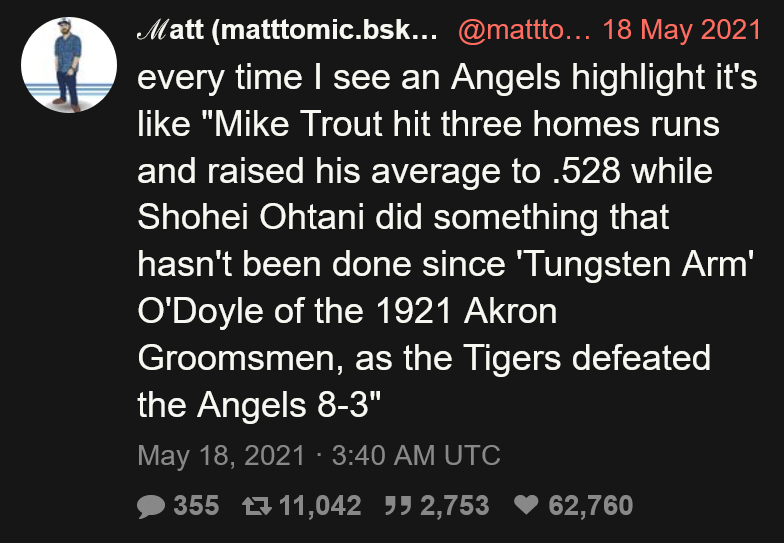 ℳatt (matttomic.bsk... @mattto... 18 May 2021
every time I see an Angels highlight it's
like "Mike Trout hit three homes runs
and raised his average to .528 while
Shohei Ohtani did something that
hasn't been done since 'Tungsten Arm'
O'Doyle of the 1921 Akron
Groomsmen, as the Tigers defeated
the Angels 8-3"
May 18, 2021 · 3:40 AM UTC
355 11,042 2,753 62,760